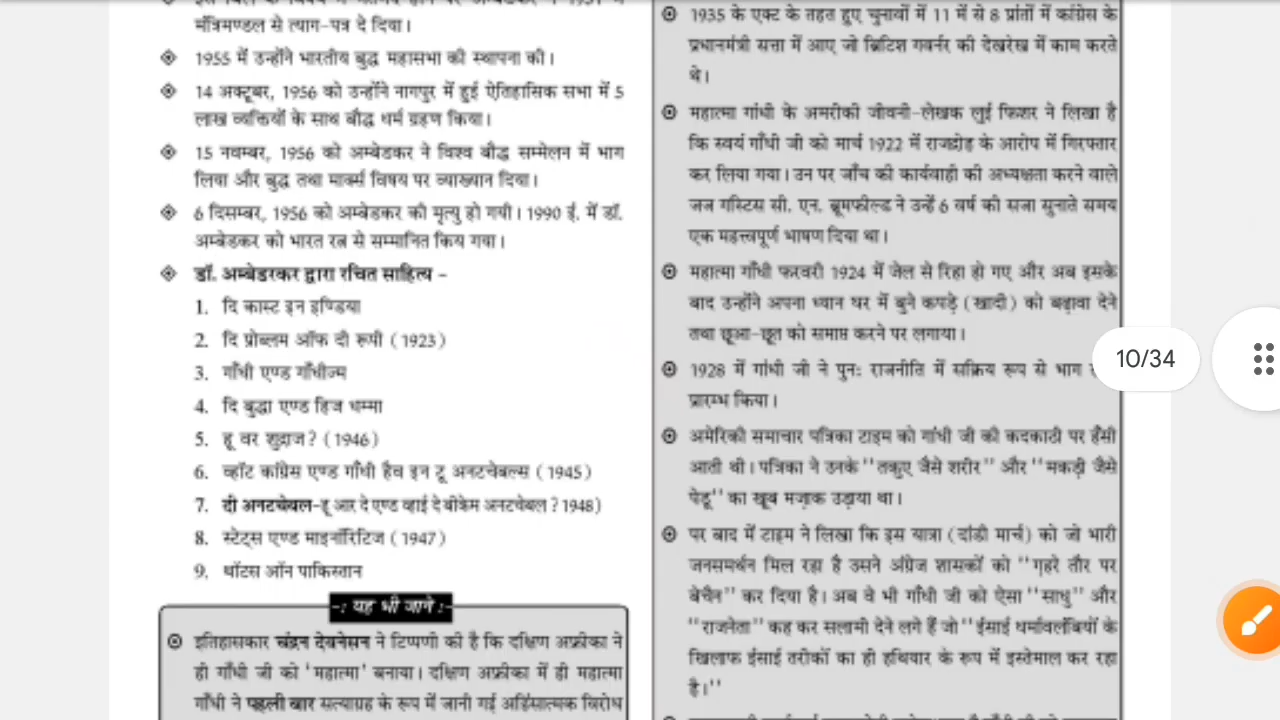 मंत्रिमण्डल से त्याग-पत्र दे दिया।
1955 में उन्होंने भारतीय बुद्ध महासभा की स्थापना की।
14 अक्टूबर, 1956 को उन्होंने नागपुर में हुई ऐतिहासिक सभा में 5
लाख व्यक्तियों के साथ बौद्ध धर्म ग्रहण किया।
15 नवम्बर, 1956 को अम्बेडकर ने विश्व बौद्ध सम्मेलन में भाग
लिया और बुद्ध तथा मार्क्स विषय पर व्याख्यान दिया।
6 दिसम्बर, 1956 को अम्बेडकर की मृत्यु हो गयी। 1990 ई. में डॉ.
अम्बेडकर को भारत रत्न से सम्मानित किय गया।
डॉ. अम्बेडरकर द्वारा रचित साहित्य –
1. दि कास्ट इन इण्डिया
2. दि प्रोब्लम ऑफ दी रूपी (1923)
3. गाँधी एण्ड गाँधीज्म
4. दि बुद्धा एण्ड हिज धम्मा
5. हू वर शुद्राज? (1946)
6. व्हॉट कांग्रेस एण्ड गाँधी हैव इन टू अनटचेबल्स (1945)
7. दी अनटचेयल-हू आर दे एण्ड व्हाई दे बीकेम अनटचेबल ? 1948)
8. स्टेट्स एण्ड माइनॉरिटिज (1947)
9. थॉटस ऑन पाकिस्तान
-: यह भी जाने :-
इतिहासकार चंद्रन देवनेसन ने टिप्पणी की है कि दक्षिण अफ्रीका ने
ही गाँधी जी को 'महात्मा' बनाया। दक्षिण अफ्रीका में ही महात्मा
गाँधी ने पहली बार सत्याग्रह के रूप में जानी गई अहिंसात्मक विरोध
1935 के एक्ट के तहत हुए चुनावों में 11 में से 8 प्रांतों में कांग्रेस के
प्रधानमंत्री सत्ता में आए जो ब्रिटिश गवर्नर की देखरेख में काम करते
थे।
महात्मा गांधी के अमरीकी जीवनी-लेखक लुई फिशर ने लिखा है
कि स्वयं गाँधी जी को मार्च 1922 में राजद्रोह के आरोप में गिरफ्तार
कर लिया गया। उन पर जाँच की कार्यवाही की अध्यक्षता करने वाले
जज गस्टिस सी. एन. ब्रूमफील्ड ने उन्हें 6 वर्ष की सजा सुनाते समय
एक महत्त्वपूर्ण भाषण दिया था।
महात्मा गाँधी फरवरी 1924 में जेल से रिहा हो गए और अब इसके
बाद उन्होंने अपना ध्यान घर में बुने कपड़े (खादी) को बढ़ावा देने
तथा छूआ-छूत को समाप्त करने पर लगाया।
1928 में गांधी जी ने पुनः राजनीति में सक्रिय रूप से भाग
प्रारम्भ किया।
अमेरिकी समाचार पत्रिका टाइम को गांधी जी की कदकाठी पर हँसी
आती थी। पत्रिका ने उनके "तकुए जैसे शरीर" और "मकड़ी जैसे
पेडू" का खूब मज़ाक उड़ाया था।
पर बाद में टाइम ने लिखा कि इस यात्रा (दांडी मार्च) को जो भारी
जनसमर्थन मिल रहा है उसने अंग्रेज शासकों को "गहरे तौर पर
बेचैन" कर दिया है। अब वे भी गाँधी जी को ऐसा "साधु" और
"राजनेता" कह कर सलामी देने लगे हैं जो "ईसाई धर्मावलंबियों के
खिलाफ ईसाई तरीकों का ही हथियार के रूप में इस्तेमाल कर रहा
है।"
10/34